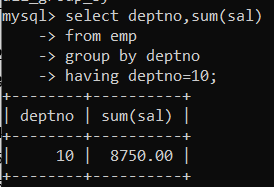 mysql> select deptno,sum(sal)
-> from emp
-> group by deptno
-> having deptno=10;
+--------+----------+
| deptno | sum(sal) |
+--------+----------+
| 10 | 8750.00 |
+--------+----------+